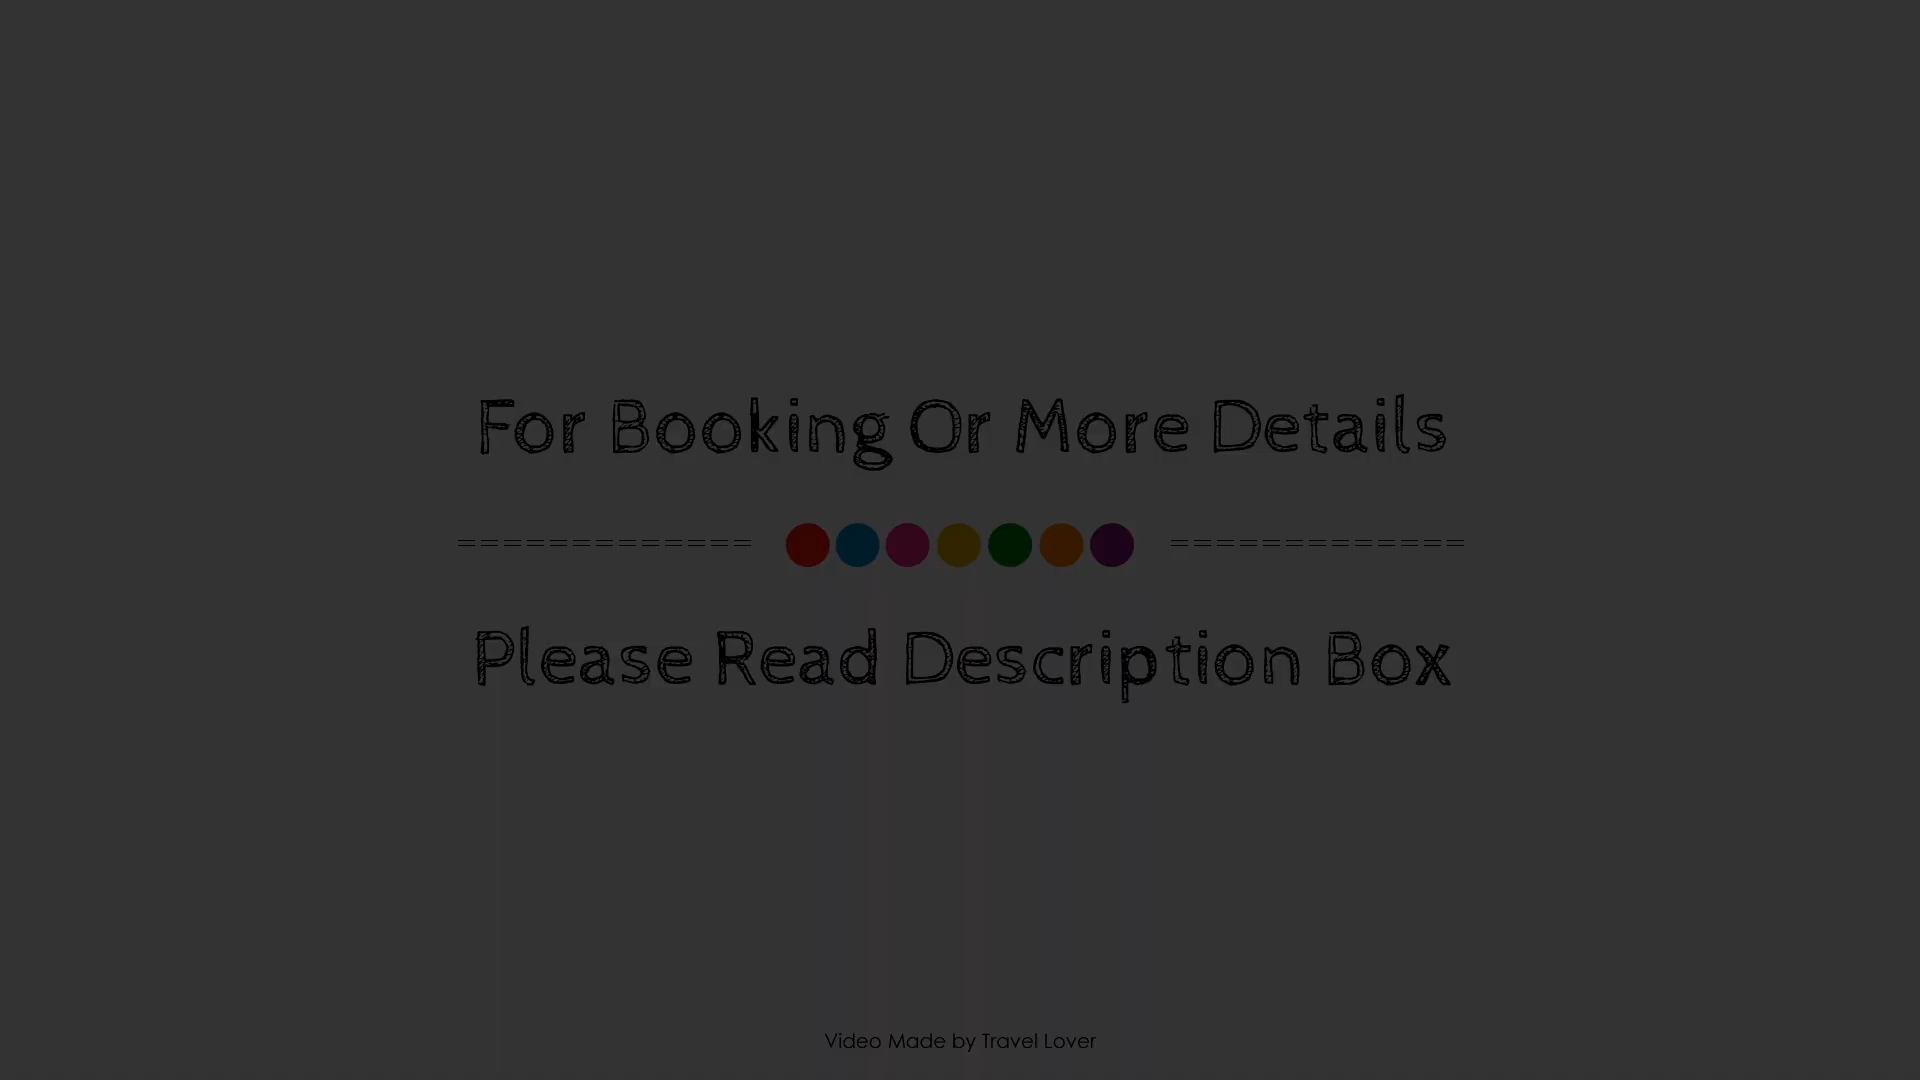 For Booking Or More Details
============= =============
Please Read Description Box
Video Made by Travel Lover